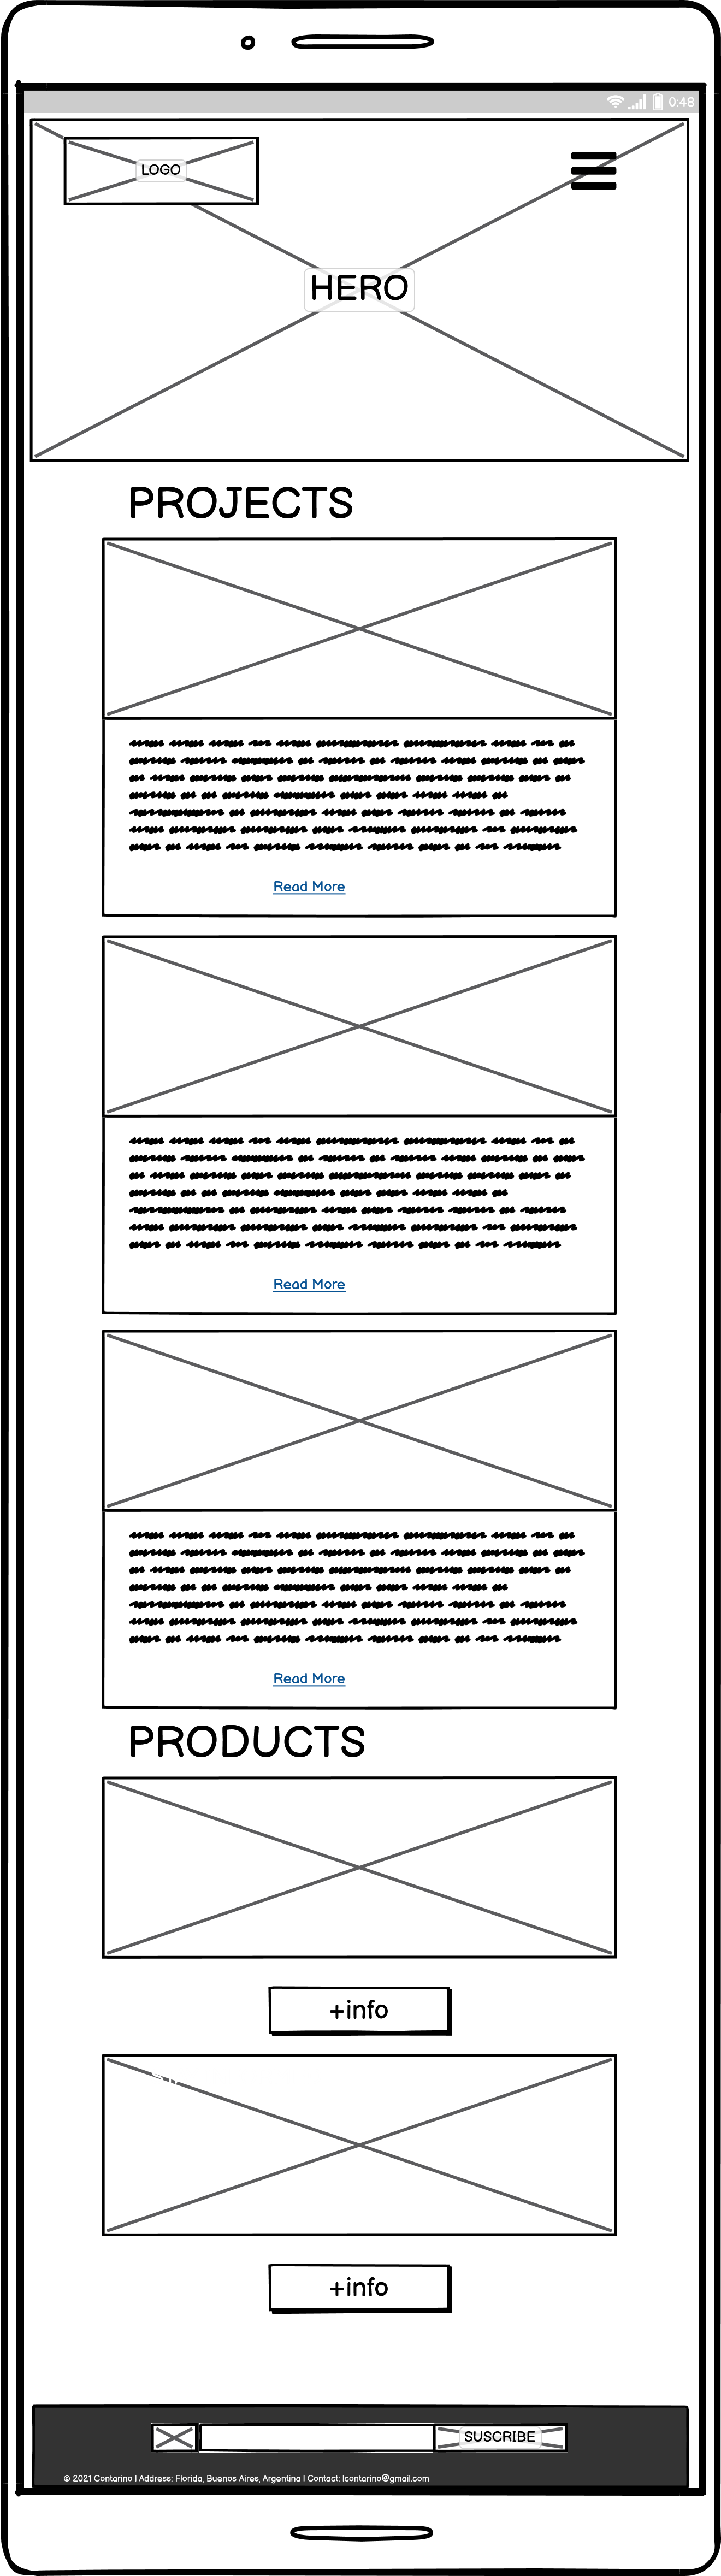 0:48
LOGO
HERO
PROJECTS
Read More
Read More
Read More
PRODUCTS
+info
+info
SUSCRIBE
© 2021 Contarino | Address: Florida, Buenos Aires, Argentina | Contact: lcontarino@gmail.com